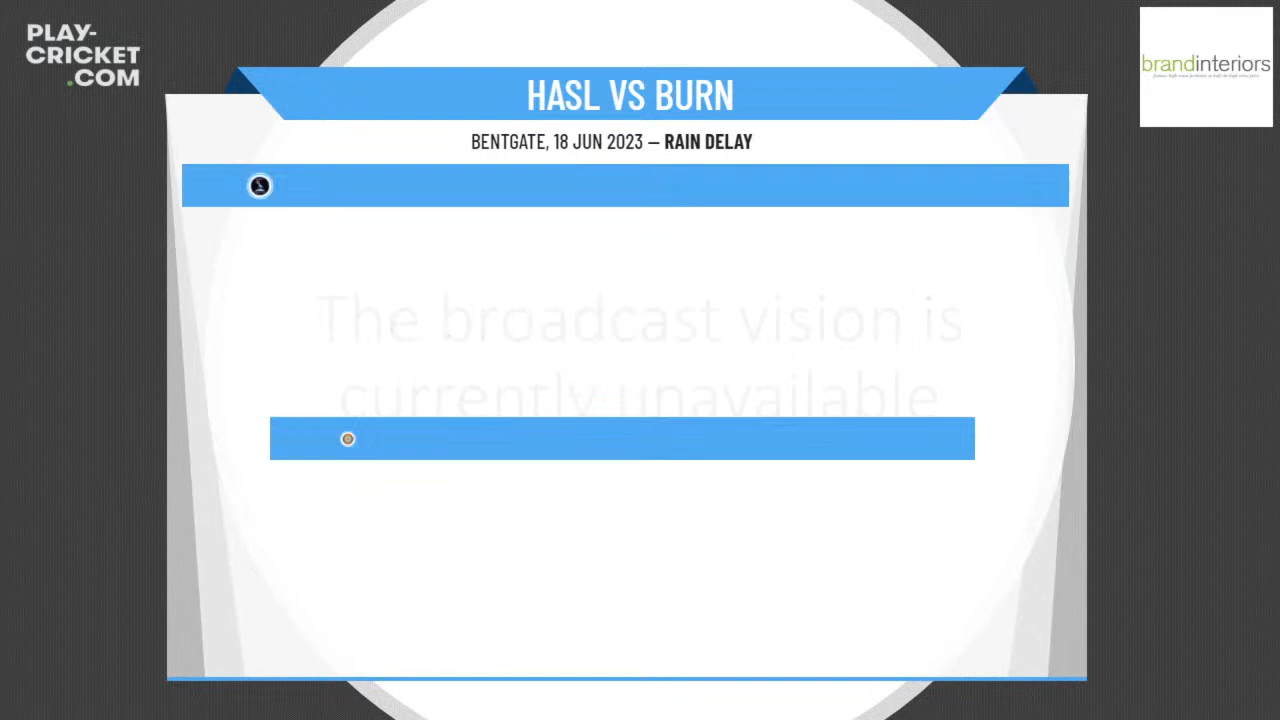 PLAY-
CRICKET
.COM
brandinteriors
HASL VS BURN
BENTGATE, 18 JUN 2023 – RAIN DELAY
The broadcast vision is
currently unavailable